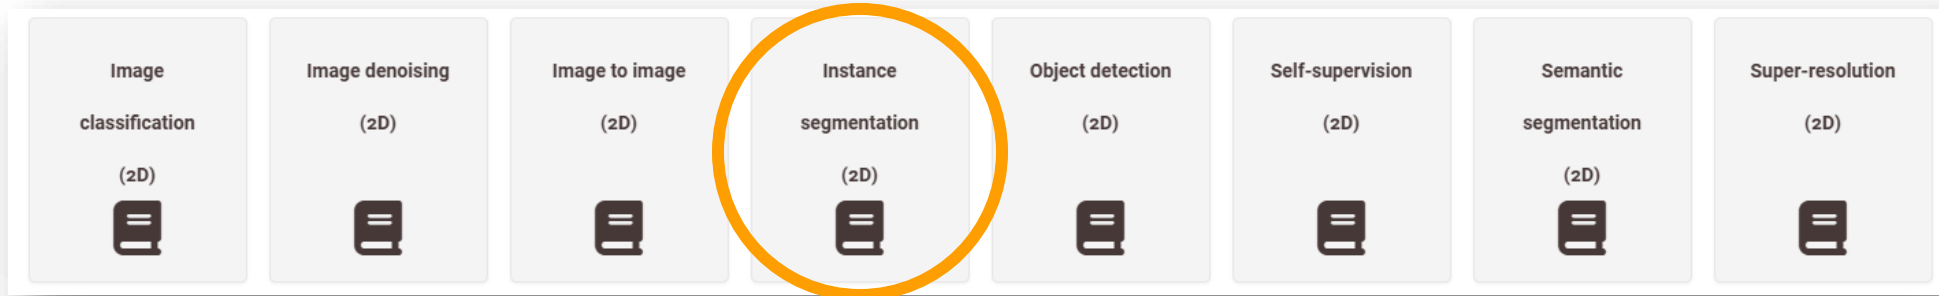 Image
classification
(2D)
Image denoising
(2D)
Image to image
(2D)
Instance
segmentation
(2D)
Object detection
(2D)
Self-supervision
(2D)
Semantic
segmentation
(2D)
Super-resolution
(2D)